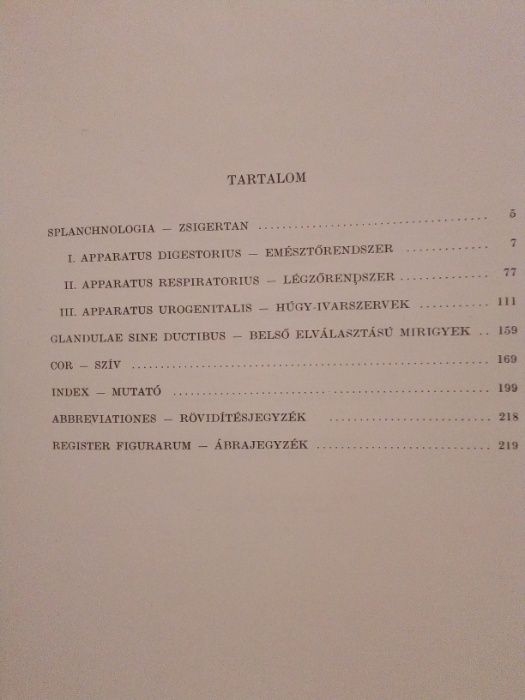 TARTALOM
SPLANCHNOLOGIA — ZSIGERTAN .................................... 5
I. APPARATUS DIGESTORIUS — EMÉSZTŐRENDSZER ................ 7
II. APPARATUS RESPIRATORIUS — LÉGZŐRENDSZER ................ 77
III. APPARATUS UROGENITALIS — HÚGY-IVARSZERVEK ........... 111
GLANDULAE SINE DUCTIBUS — BELSŐ ELVÁLASZTÁSÚ MIRIGYEK .. 159
COR — SZÍV ...................................................... 169
INDEX — MUTATÓ ................................................ 199
ABBREVIATIONES — RÖVIDÍTÉSJEGYZÉK ........................ 218
REGISTER FIGURARUM — ÁBRAJEGYZÉK .......................... 219